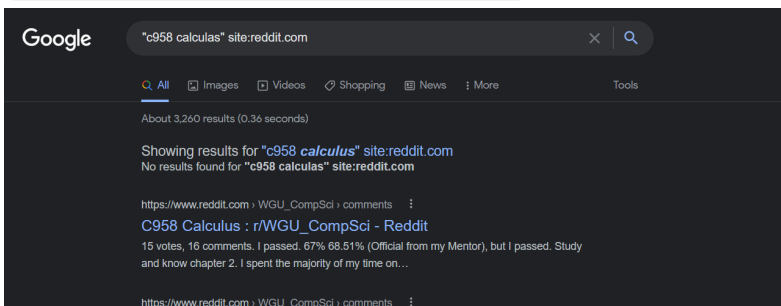 Google
"c958 calculas" site:reddit.com
All Images Videos Shopping News More Tools
About 3,260 results (0.36 seconds)
Showing results for "c958 calculus" site:reddit.com
No results found for "c958 calculas" site:reddit.com
https://www.reddit.com › WGU_CompSci › comments
C958 Calculus : r/WGU_CompSci - Reddit
15 votes, 16 comments. I passed. 67% 68.51% (Official from my Mentor), but I passed. Study
and know chapter 2. I spent the majority of my time on...
https://www.reddit.com › WGU_CompSci › comments